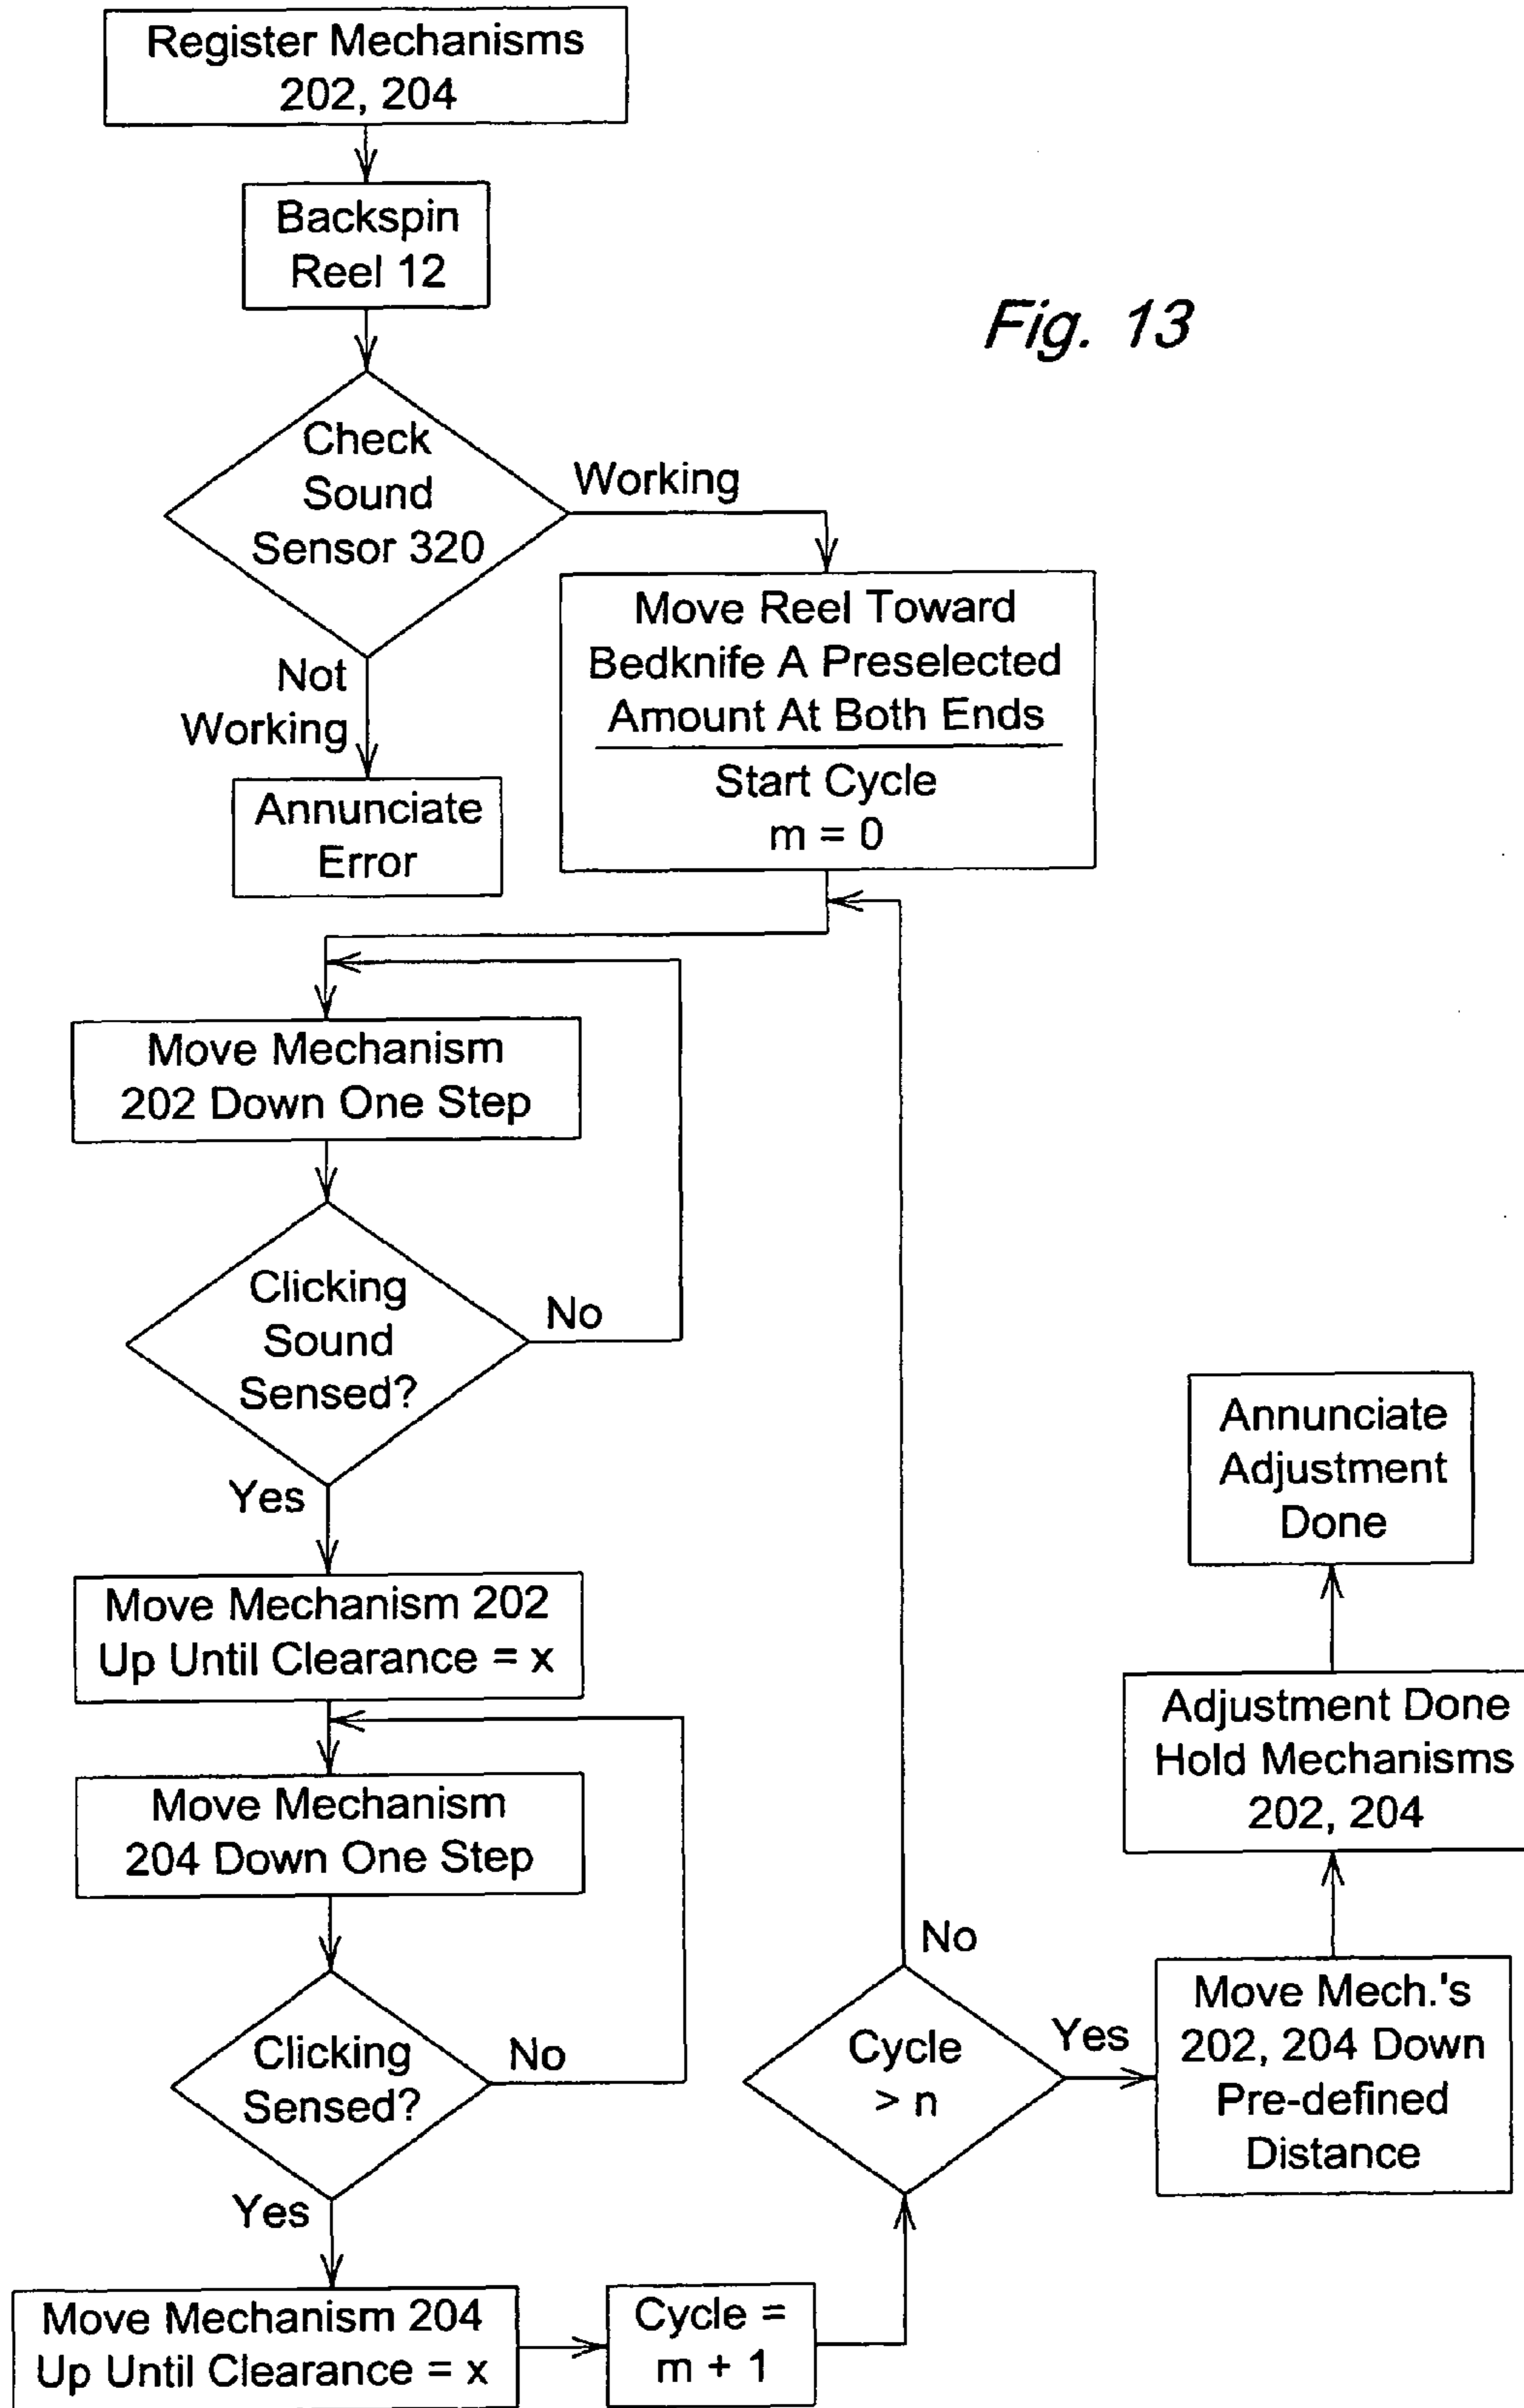 Register Mechanisms
202, 204
Backspin
Reel 12
Fig. 13
Check
Sound
Sensor 320
Working
Not
Working
Annunciate
Error
Move Reel Toward
Bedknife A Preselected
Amount At Both Ends
Start Cycle
m = 0
Move Mechanism
202 Down One Step
Clicking
Sound
Sensed?
No
Yes
Move Mechanism 202
Up Until Clearance = x
Move Mechanism
204 Down One Step
Clicking
Sensed?
No
Yes
Move Mechanism 204
Up Until Clearance = x
Cycle =
m + 1
Cycle
> n
No
Yes
Move Mech.'s
202, 204 Down
Pre-defined
Distance
Adjustment Done
Hold Mechanisms
202, 204
Annunciate
Adjustment
Done